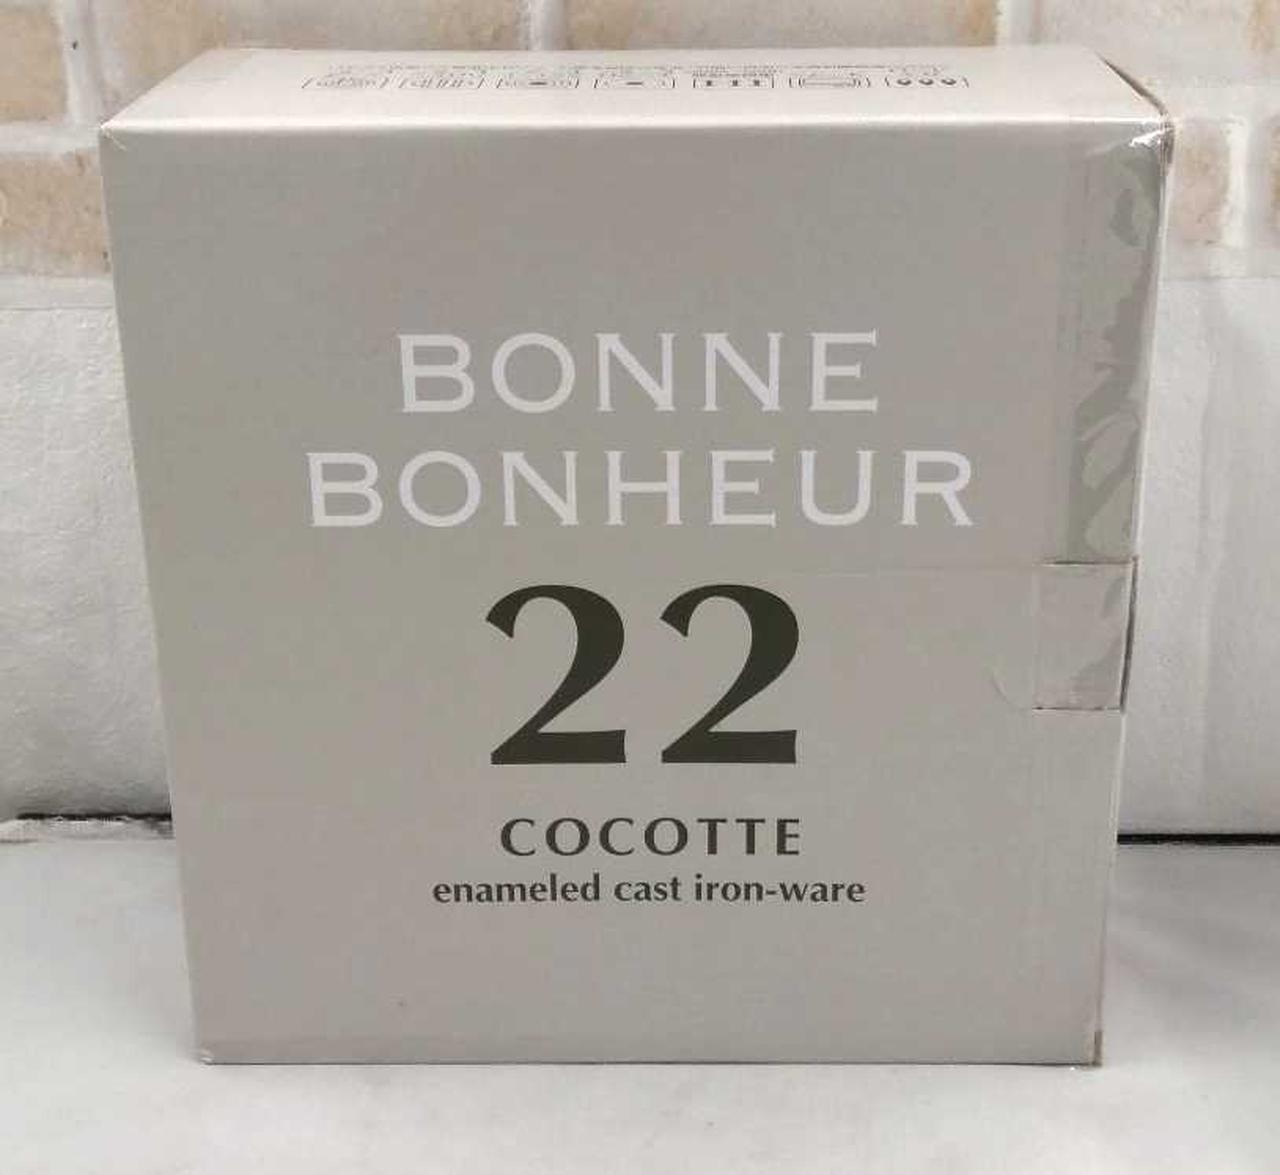 BONNE
BONHEUR
22
COCOTTE
enameled cast iron-ware